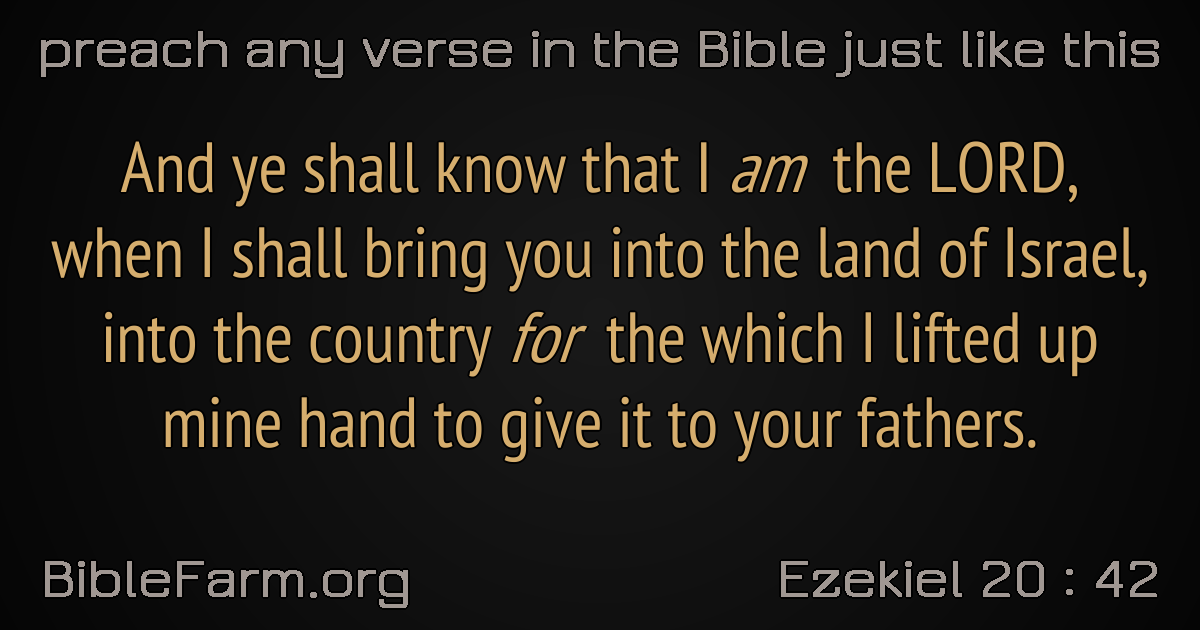 preach any verse in the Bible just like this
And ye shall know that I am the LORD,
when I shall bring you into the land of Israel,
into the country for the which I lifted up
mine hand to give it to your fathers.
BibleFarm.org
Ezekiel 20 : 42